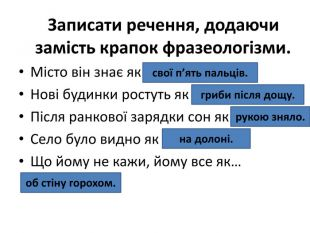 Записати речення, додаючи
замість крапок фразеологізми.
• Місто він знає як свої п’ять пальців.
• Нові будинки ростуть як гриби після дощу.
• Після ранкової зарядки сон як рукою зняло.
• Село було видно як на долоні.
• Що йому не кажи, йому все як…
об стіну горохом.